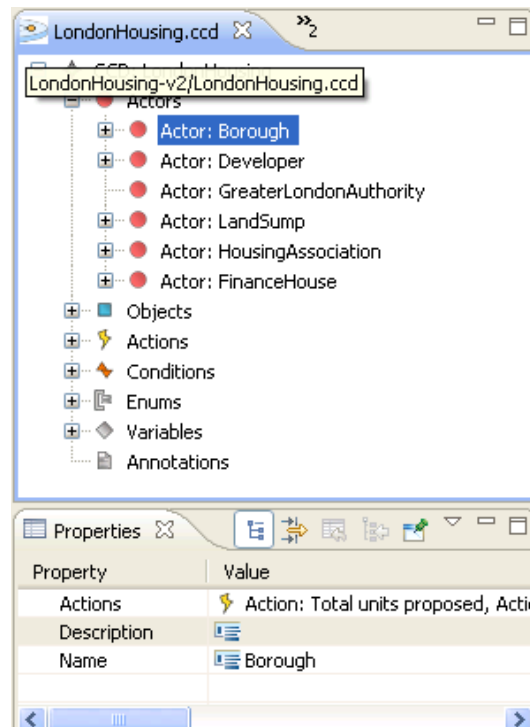 LondonHousing.ccd
»2
LondonHousing-v2/LondonHousing.ccd
Actors
Actor: Borough
Actor: Developer
Actor: GreaterLondonAuthority
Actor: LandSump
Actor: HousingAssociation
Actor: FinanceHouse
Objects
Actions
Conditions
Enums
Variables
Annotations
Properties
Property Value
Actions Action: Total units proposed, Acti
Description
Name Borough